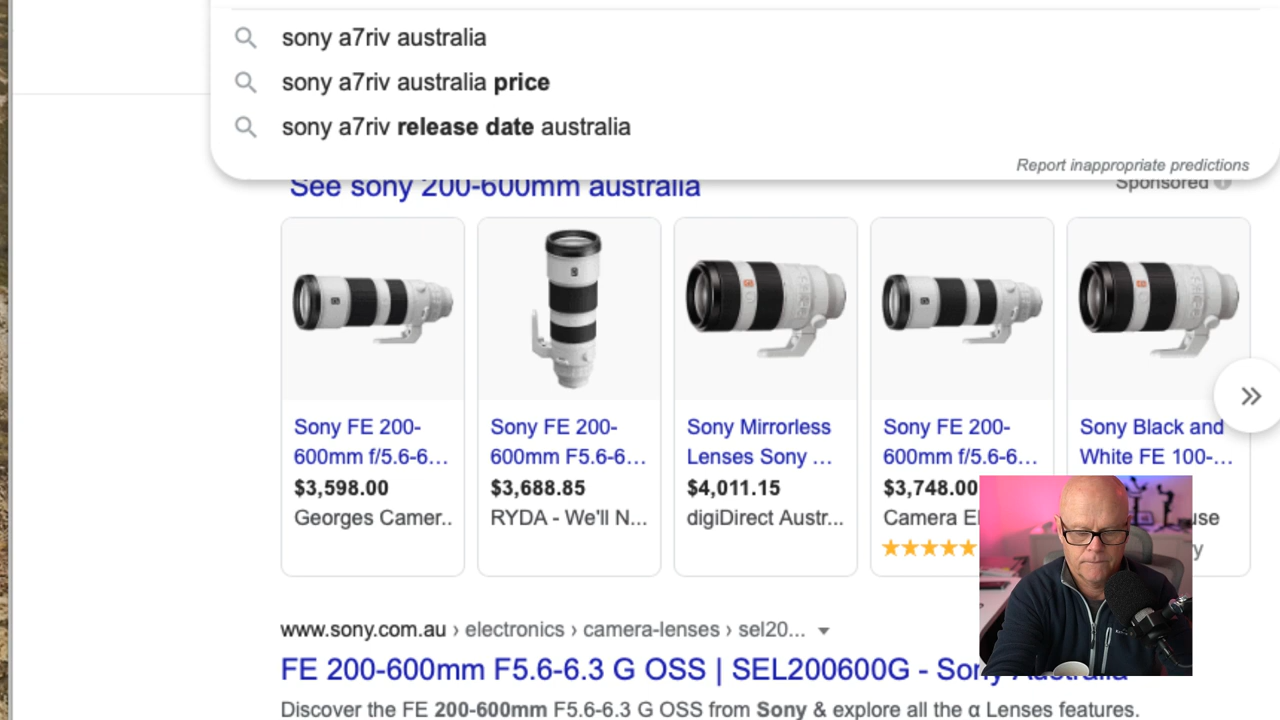 sony a7riv australia
sony a7riv australia price
sony a7riv release date australia
Report inappropriate predictions
See sony 200-600mm australia
Sponsored
Sony FE 200-
600mm f/5.6-6...
$3,598.00
Georges Camer..
Sony FE 200-
600mm F5.6-6...
$3,688.85
RYDA - We'll N...
Sony Mirrorless
Lenses Sony ...
$4,011.15
digiDirect Austr...
Sony FE 200-
600mm f/5.6-6...
$3,748.00
Camera
Sony Black and
White FE 100-...
www.sony.com.au › electronics › camera-lenses › sel20...
FE 200-600mm F5.6-6.3 G OSS | SEL200600G - Sony Australia
Discover the FE 200-600mm F5.6-6.3 G OSS from Sony & explore all the α Lenses features.